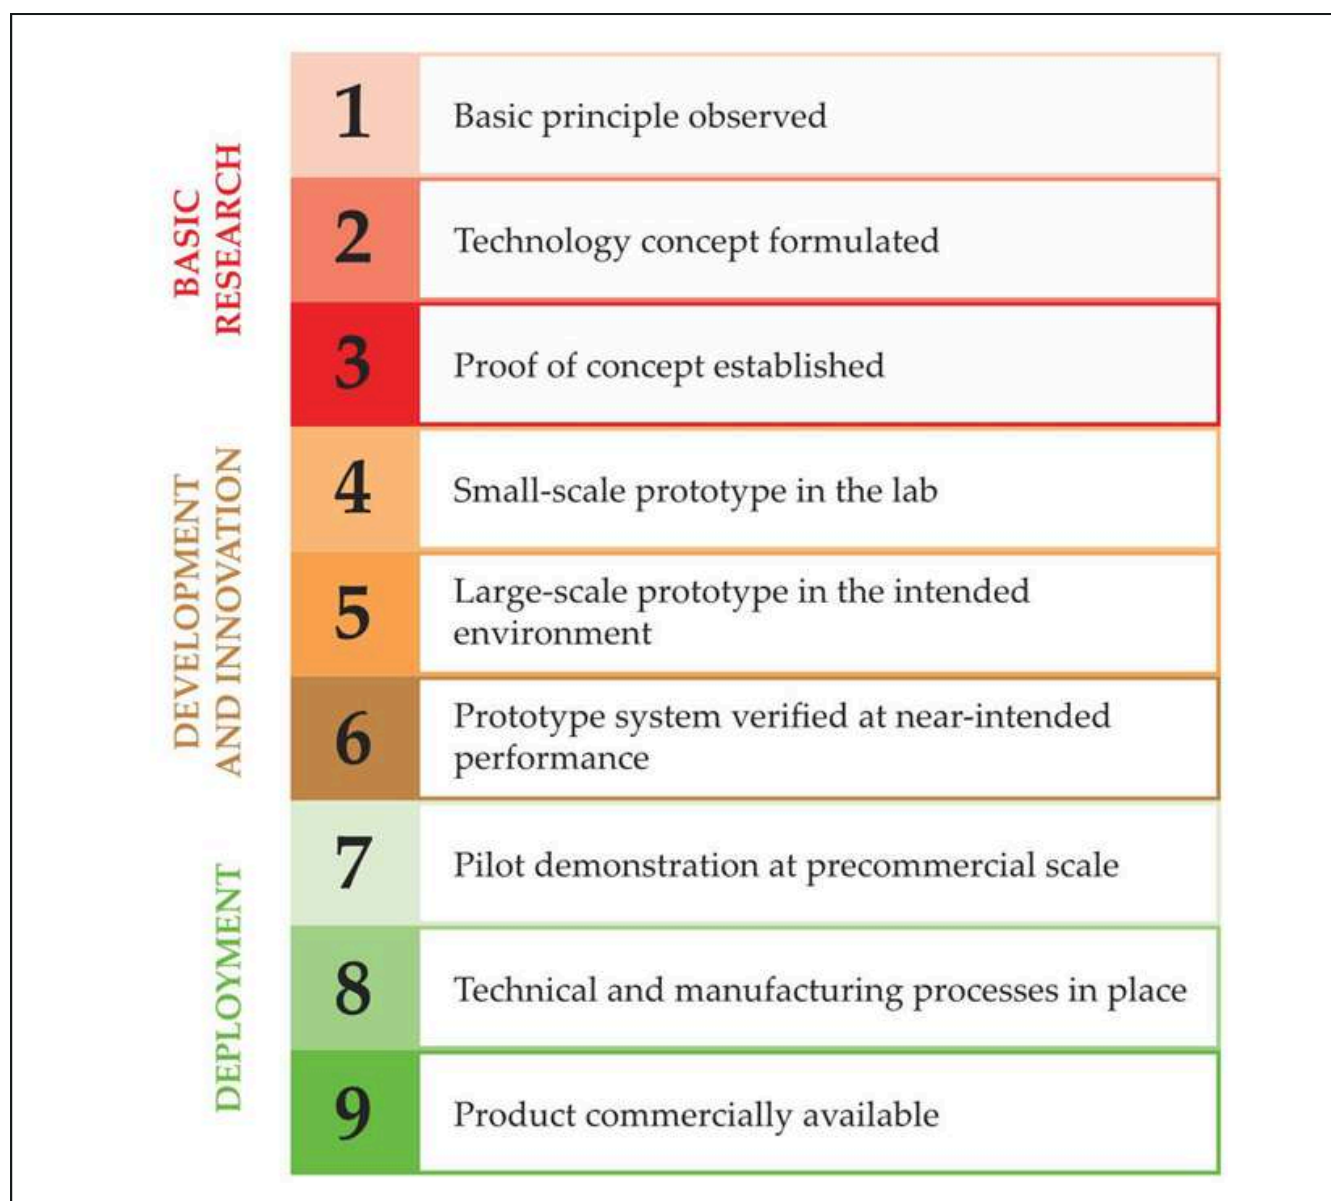 BASIC
RESEARCH
1
Basic principle observed
2
Technology concept formulated
3
Proof of concept established
DEVELOPMENT
AND INNOVATION
4
Small-scale prototype in the lab
5
Large-scale prototype in the intended
environment
6
Prototype system verified at near-intended
performance
DEPLOYMENT
7
Pilot demonstration at precommercial scale
8
Technical and manufacturing processes in place
9
Product commercially available